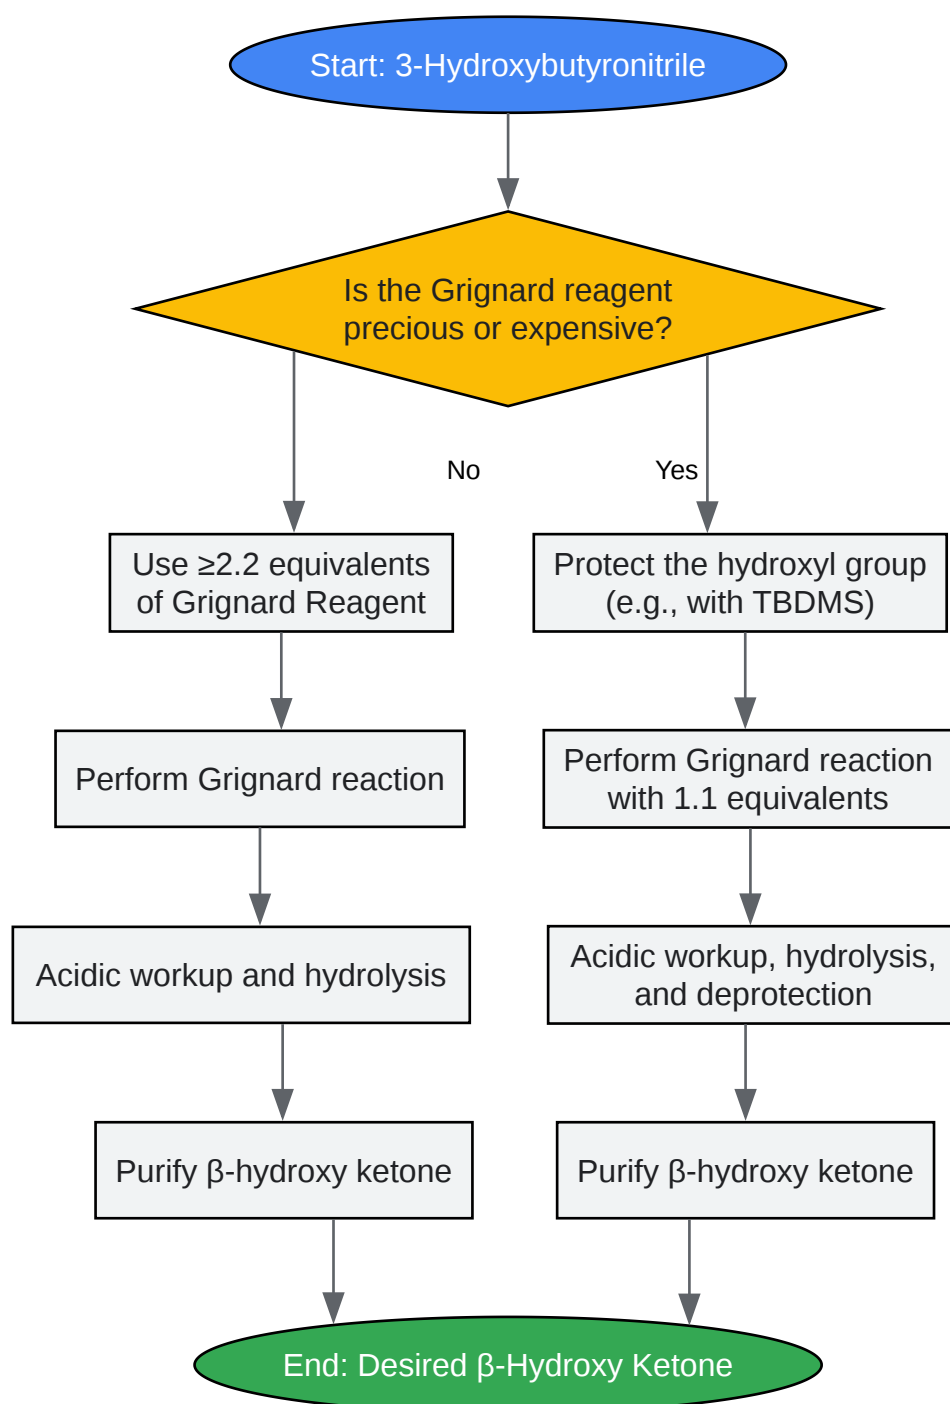 Start: 3-Hydroxybutyronitrile
Is the Grignard reagent
precious or expensive?
No
Yes
Use ≥2.2 equivalents
of Grignard Reagent
Protect the hydroxyl group
(e.g., with TBDMS)
Perform Grignard reaction
Perform Grignard reaction
with 1.1 equivalents
Acidic workup and hydrolysis
Acidic workup, hydrolysis,
and deprotection
Purify β-hydroxy ketone
Purify β-hydroxy ketone
End: Desired β-Hydroxy Ketone